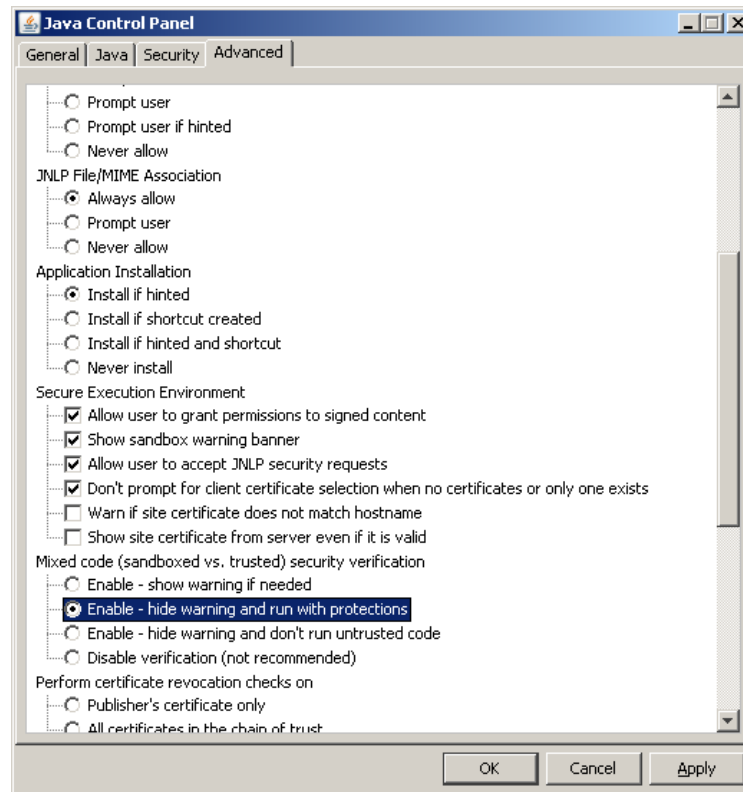 Java Control Panel
General Java Security Advanced
Prompt user
Prompt user if hinted
Never allow
JNLP File/MIME Association
Always allow
Prompt user
Never allow
Application Installation
Install if hinted
Install if shortcut created
Install if hinted and shortcut
Never install
Secure Execution Environment
Allow user to grant permissions to signed content
Show sandbox warning banner
Allow user to accept JNLP security requests
Don't prompt for client certificate selection when no certificates or only one exists
Warn if site certificate does not match hostname
Show site certificate from server even if it is valid
Mixed code (sandboxed vs. trusted) security verification
Enable - show warning if needed
Enable - hide warning and run with protections
Enable - hide warning and don't run untrusted code
Disable verification (not recommended)
Perform certificate revocation checks on
Publisher's certificate only
All certificates in the chain of trust
OK Cancel Apply